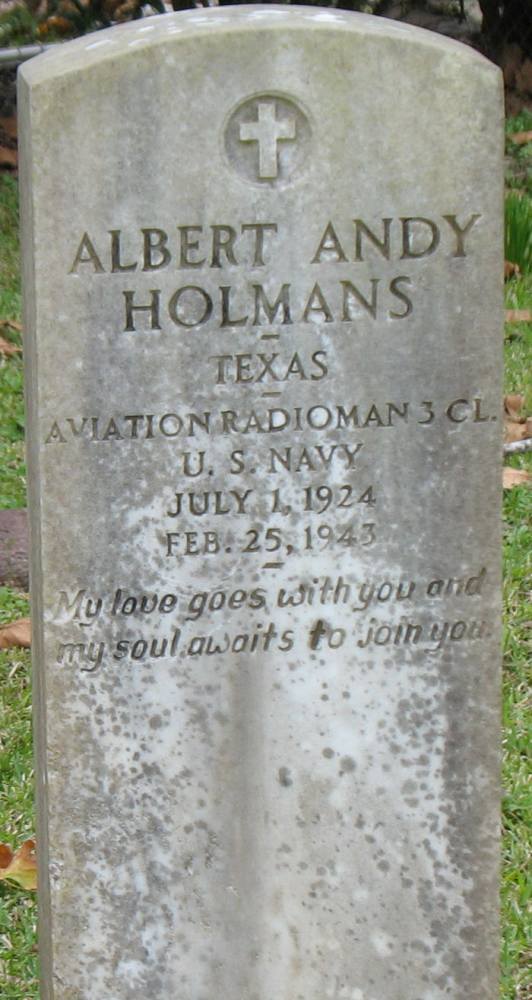 ALBERT ANDY
HOLMANS
TEXAS
AVIATION RADIOMAN 3 CL.
U. S. NAVY
JULY 1, 1924
FEB. 25, 1943
My love goes with you and
my soul awaits to join you.